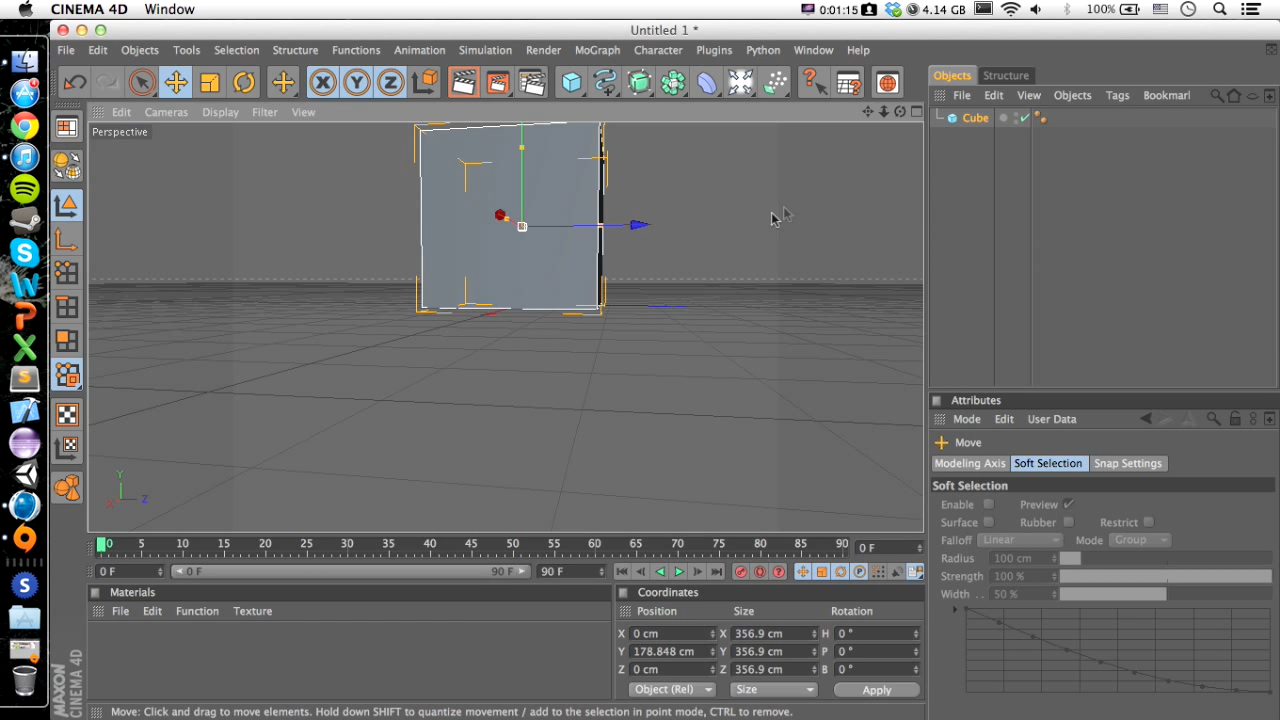 CINEMA 4D Window 0:01:15 4.14 GB 100%
Untitled 1 *
File Edit Objects Tools Selection Structure Functions Animation Simulation Render MoGraph Character Plugins Python Window Help
X Y Z
Objects Structure
File Edit View Objects Tags Bookmarl
Cube
Edit Cameras Display Filter View
Perspective
Y
X Z
Attributes
Mode Edit User Data
Move
Modeling Axis Soft Selection Snap Settings
Soft Selection
Enable Preview
Surface Rubber Restrict
Falloff Linear Mode Group
Radius 100 cm
Strength 100 %
Width . . 50 %
0 5 10 15 20 25 30 35 40 45 50 55 60 65 70 75 80 85 90 0 F
0 F 0 F 90 F 90 F
Materials
File Edit Function Texture
Coordinates
Position Size Rotation
X 0 cm X 356.9 cm H 0 °
Y 178.848 cm Y 356.9 cm P 0 °
Z 0 cm Z 356.9 cm B 0 °
Object (Rel) Size Apply
MAXON
CINEMA 4D
Move: Click and drag to move elements. Hold down SHIFT to quantize movement / add to the selection in point mode, CTRL to remove.